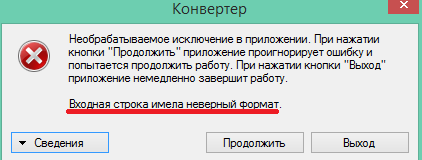 Конвертер
Необрабатываемое исключение в приложении. При нажатии
кнопки "Продолжить" приложение проигнорирует ошибку и
попытается продолжить работу. При нажатии кнопки "Выход"
приложение немедленно завершит работу.
Входная строка имела неверный формат.
Сведения
Продолжить
Выход